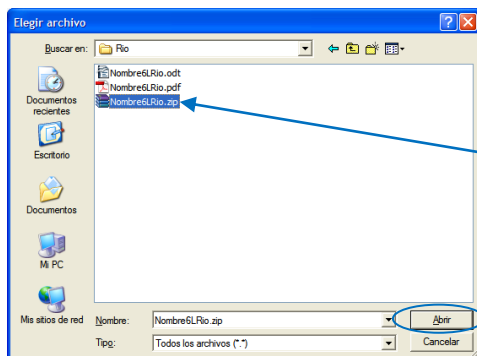 Elegir archivo
Buscar en: Rio
Nombre6LRio.odt
Nombre6LRio.pdf
Nombre6LRio.zip
Documentos
recientes
Escritorio
Documentos
Mi PC
Mis sitios de red
Nombre: Nombre6LRio.zip Abrir
Tipo: Todos los archivos (*.*) Cancelar